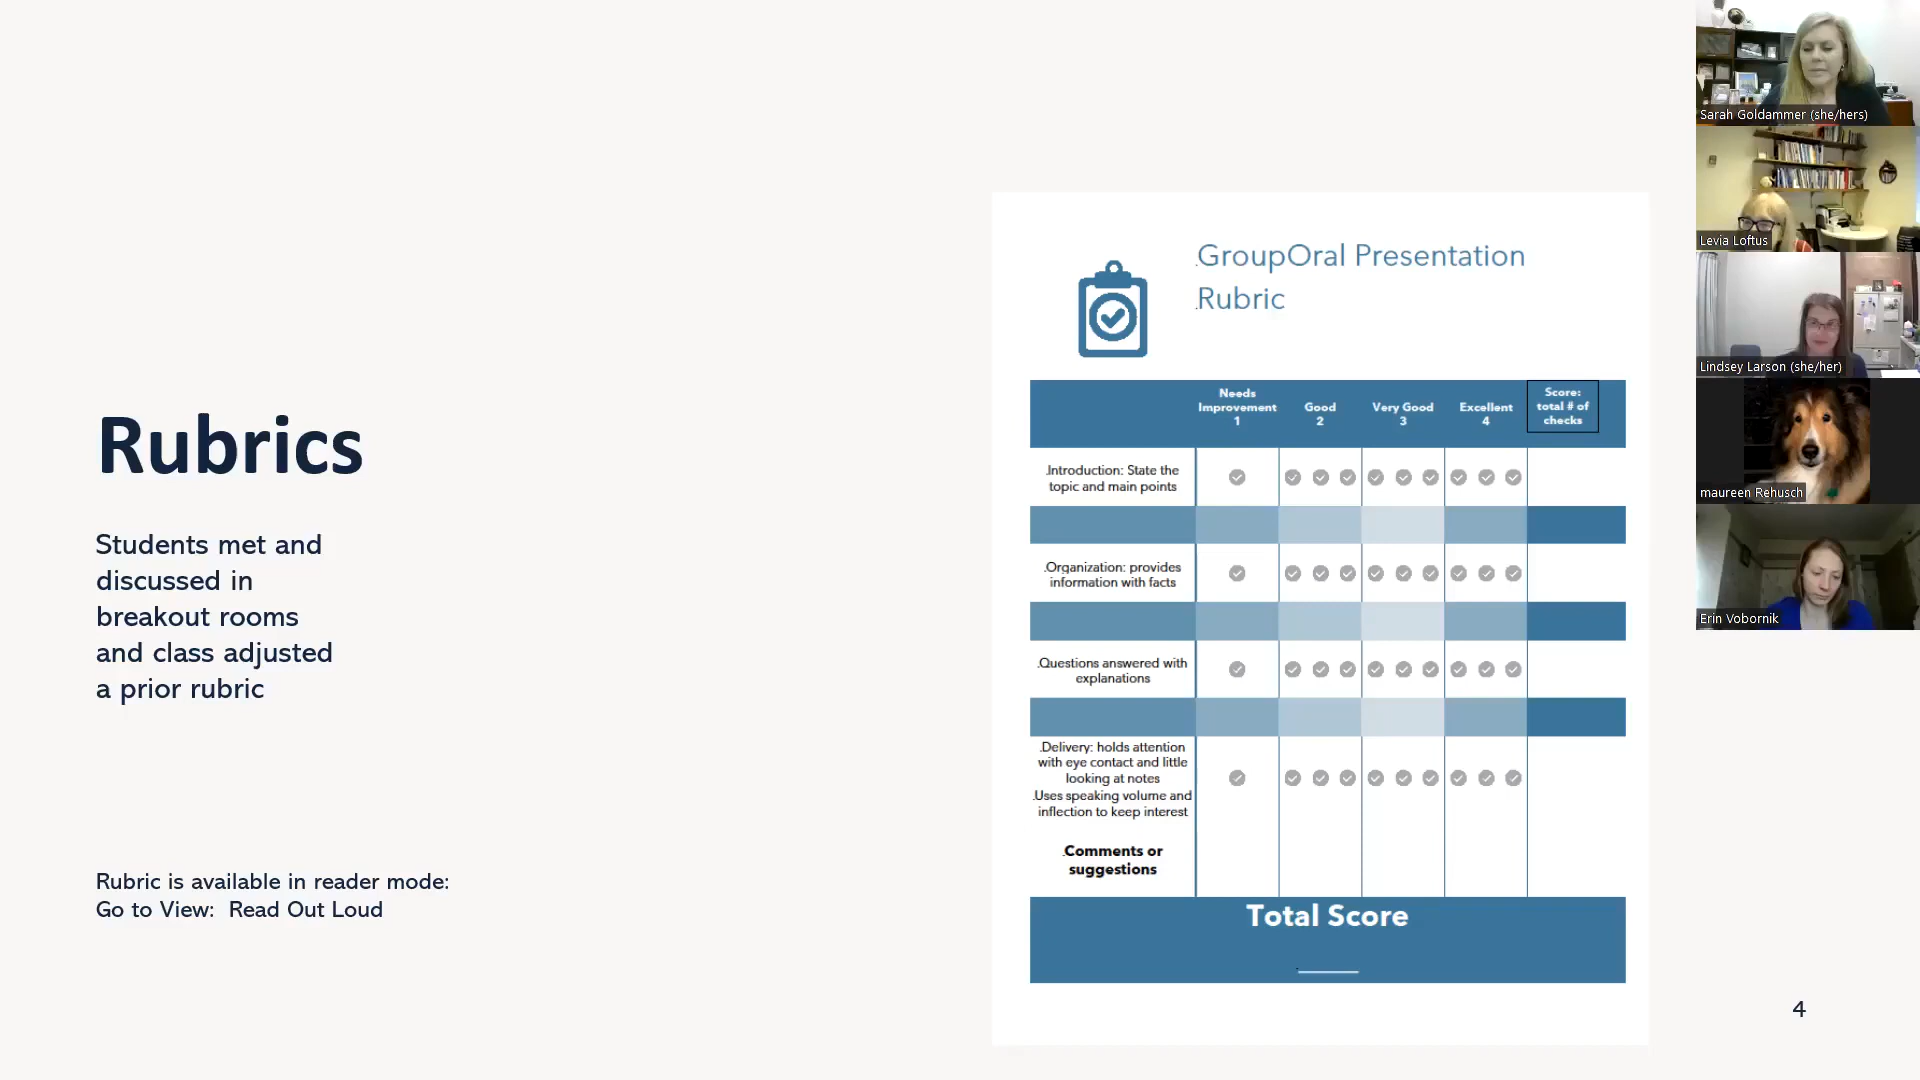 Rubrics
Students met and
discussed in
breakout rooms
and class adjusted
a prior rubric
Rubric is available in reader mode:
Go to View:  Read Out Loud
GroupOral Presentation
Rubric
Needs
Improvement
1
Good
2
Very Good
3
Excellent
4
Score:
total # of
checks
Introduction: State the
topic and main points
Organization: provides
information with facts
Questions answered with
explanations
Delivery: holds attention
with eye contact and little
looking at notes
Uses speaking volume and
inflection to keep interest
Comments or
suggestions
Total Score
4
Sarah Goldammer (she/hers)
Levia Loftus
Lindsey Larson (she/her)
maureen Rehusch
Erin Vobornik